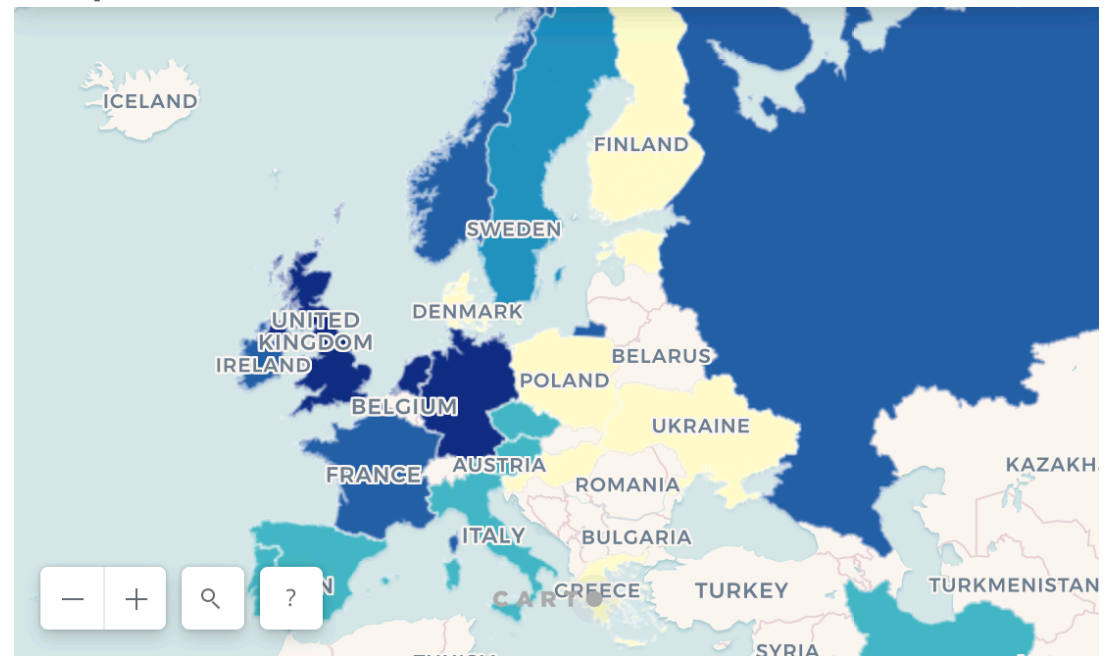 ICELAND
FINLAND
SWEDEN
DENMARK
UNITED
KINGDOM
IRELAND
BELARUS
POLAND
BELGIUM
UKRAINE
AUSTRIA
FRANCE
KAZAKH
ROMANIA
ITALY
BULGARIA
− + ? N
GREECE
CART
TURKEY
TURKMENISTAN
SYRIA